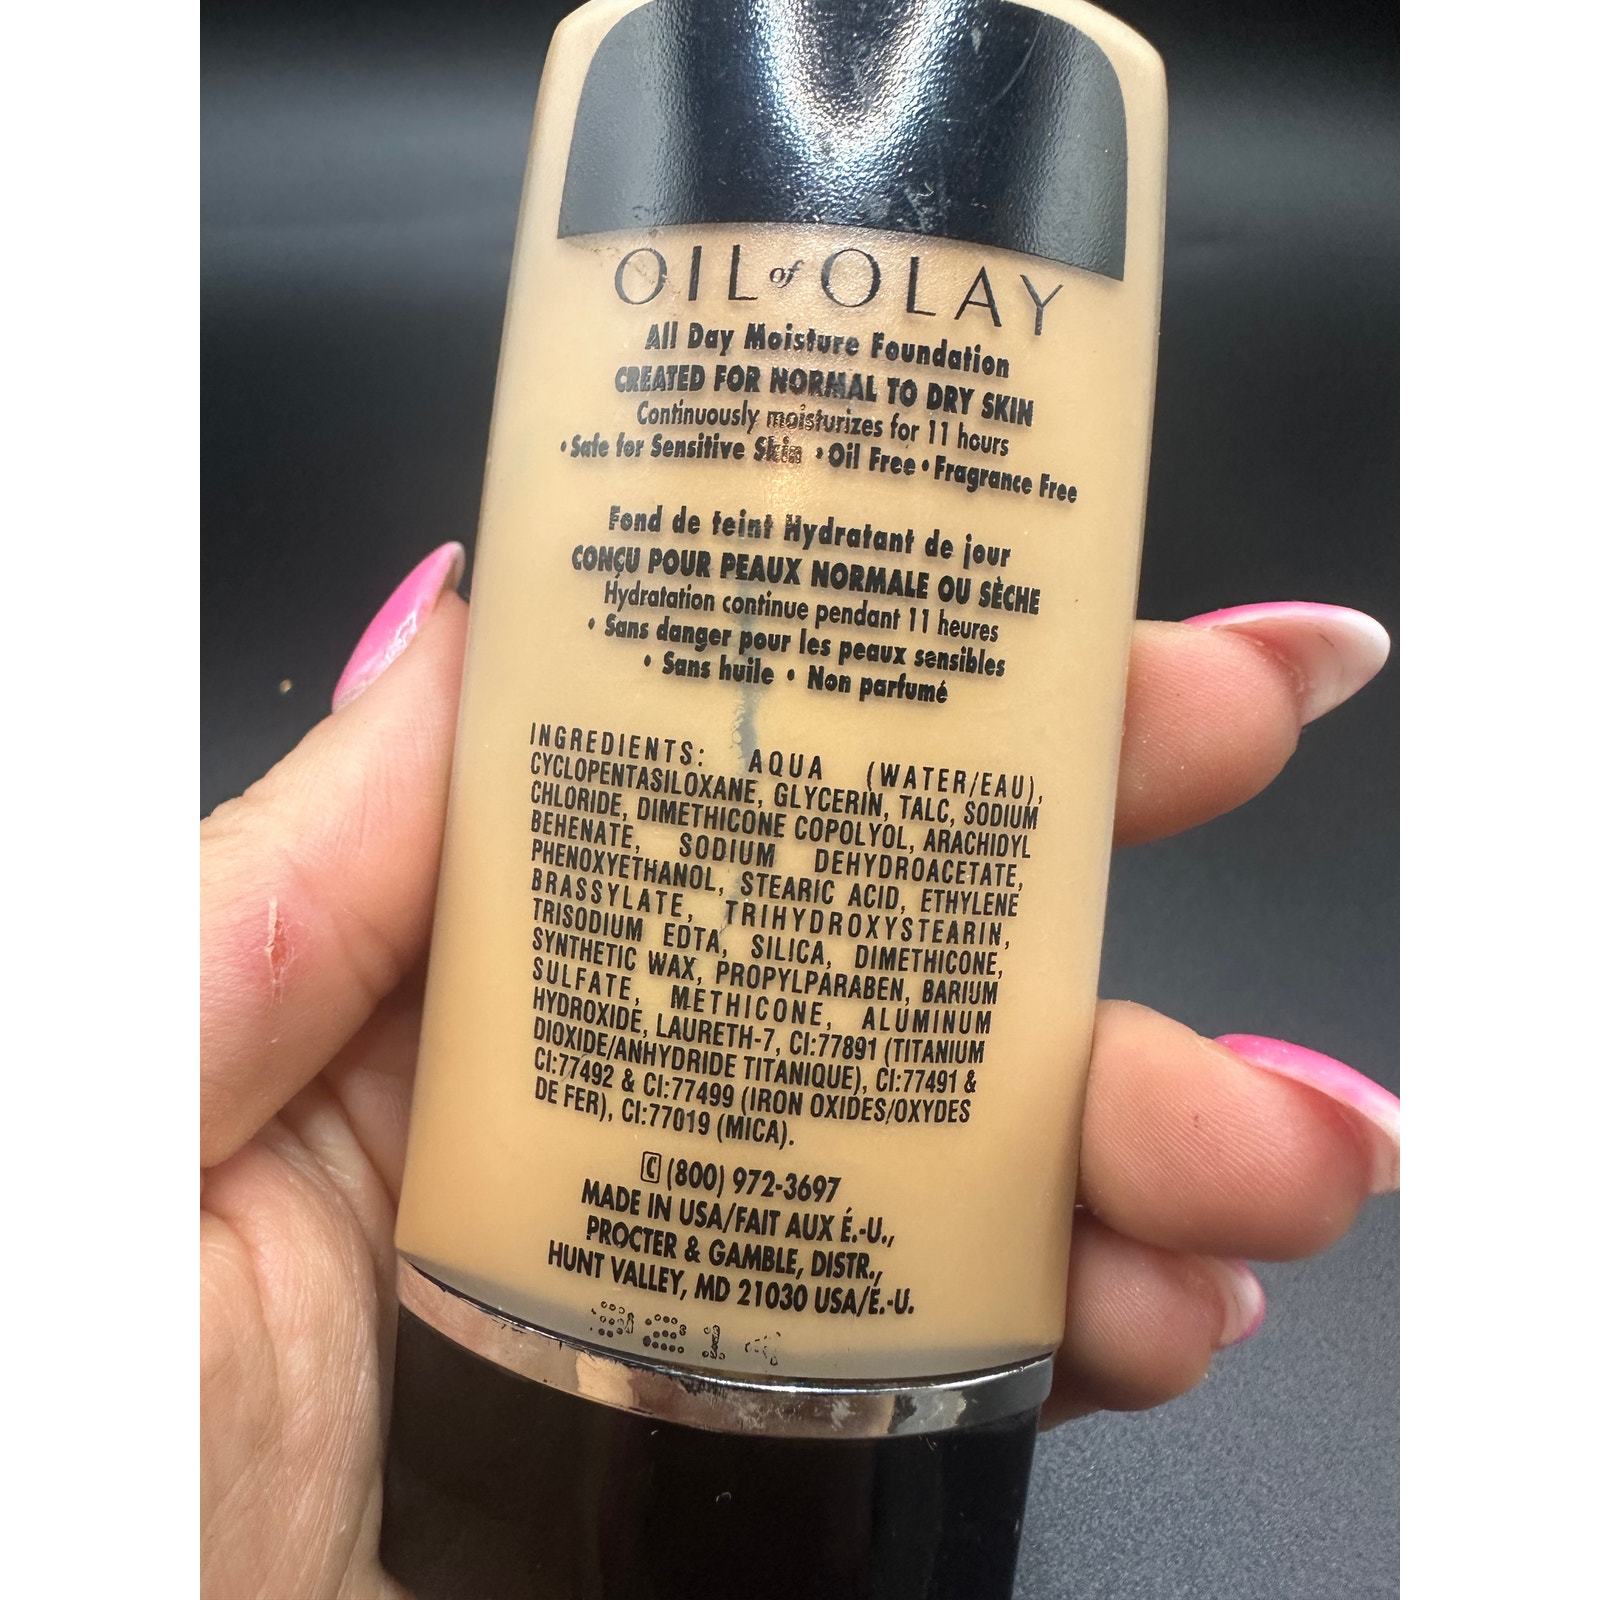 OIL of OLAY
All Day Moisture Foundation
CREATED FOR NORMAL TO DRY SKIN
Continuously moisturizes for 11 hours
• Safe for Sensitive Skin • Oil Free • Fragrance Free
Fond de teint Hydratant de jour
CONÇU POUR PEAUX NORMALE OU SÈCHE
Hydratation continue pendant 11 heures
• Sans danger pour les peaux sensibles
• Sans huile • Non parfumé
INGREDIENTS: AQUA (WATER/EAU),
CYCLOPENTASILOXANE, GLYCERIN, TALC, SODIUM
CHLORIDE, DIMETHICONE COPOLYOL, ARACHIDYL
BEHENATE, SODIUM DEHYDROACETATE,
PHENOXYETHANOL, STEARIC ACID, ETHYLENE
BRASSYLATE, TRIHYDROXYSTEARIN,
TRISODIUM EDTA, SILICA, DIMETHICONE,
SYNTHETIC WAX, PROPYLPARABEN, BARIUM
SULFATE, METHICONE, ALUMINUM
HYDROXIDE, LAURETH-7, CI:77891 (TITANIUM
DIOXIDE/ANHYDRIDE TITANIQUE), CI:77491 &
CI:77492 & CI:77499 (IRON OXIDES/OXYDES
DE FER), CI:77019 (MICA).
C (800) 972-3697
MADE IN USA/FAIT AUX É.-U.,
PROCTER & GAMBLE, DISTR.,
HUNT VALLEY, MD 21030 USA/É.-U.